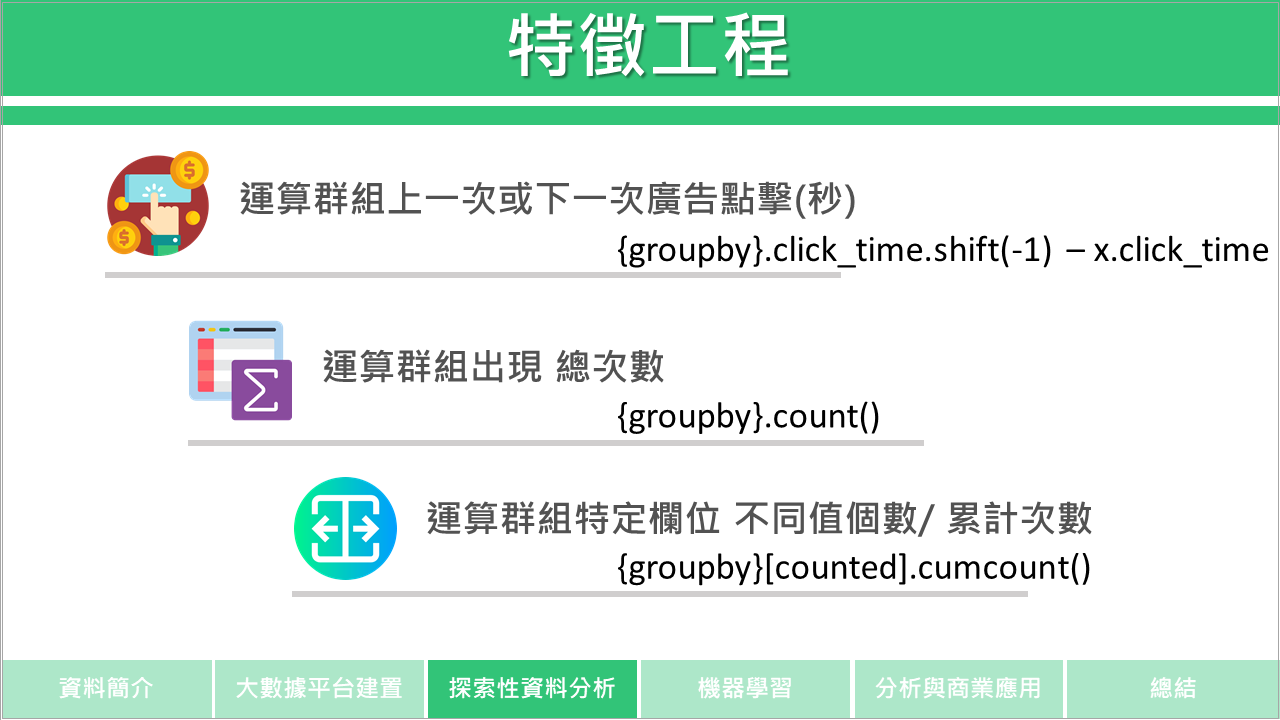 特徵工程
運算群組上一次或下一次廣告點擊(秒)
{groupby}.click_time.shift(-1) – x.click_time
運算群組出現 總次數
{groupby}.count()
運算群組特定欄位 不同值個數/ 累計次數
{groupby}[counted].cumcount()
資料簡介
大數據平台建置
探索性資料分析
機器學習
分析與商業應用
總結